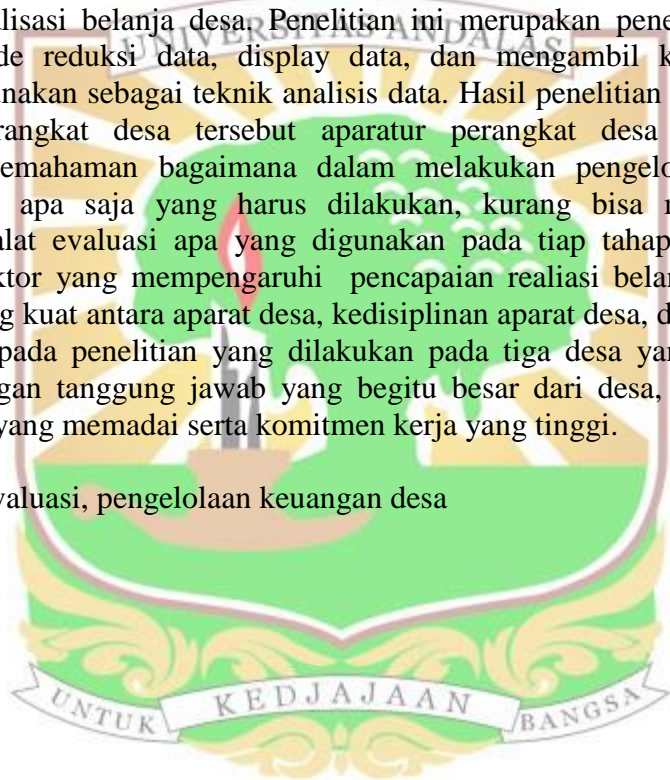 alisasi belanja desa. Penelitian ini merupakan pene
UNIVERSITAS ANDALAS
de reduksi data, display data, dan mengambil k
nakan sebagai teknik analisis data. Hasil penelitian
rangkat desa tersebut aparatur perangkat desa
emahaman bagaimana dalam melakukan pengelo
apa saja yang harus dilakukan, kurang bisa
alat evaluasi apa yang digunakan pada tiap tahap
ktor yang mempengaruhi pencapaian realiasi belan
g kuat antara aparat desa, kedisiplinan aparat desa, d
pada penelitian yang dilakukan pada tiga desa yan
gan tanggung jawab yang begitu besar dari desa,
yang memadai serta komitmen kerja yang tinggi.
valuasi, pengelolaan keuangan desa
UNTUK KEDJAJAAN BANGSA